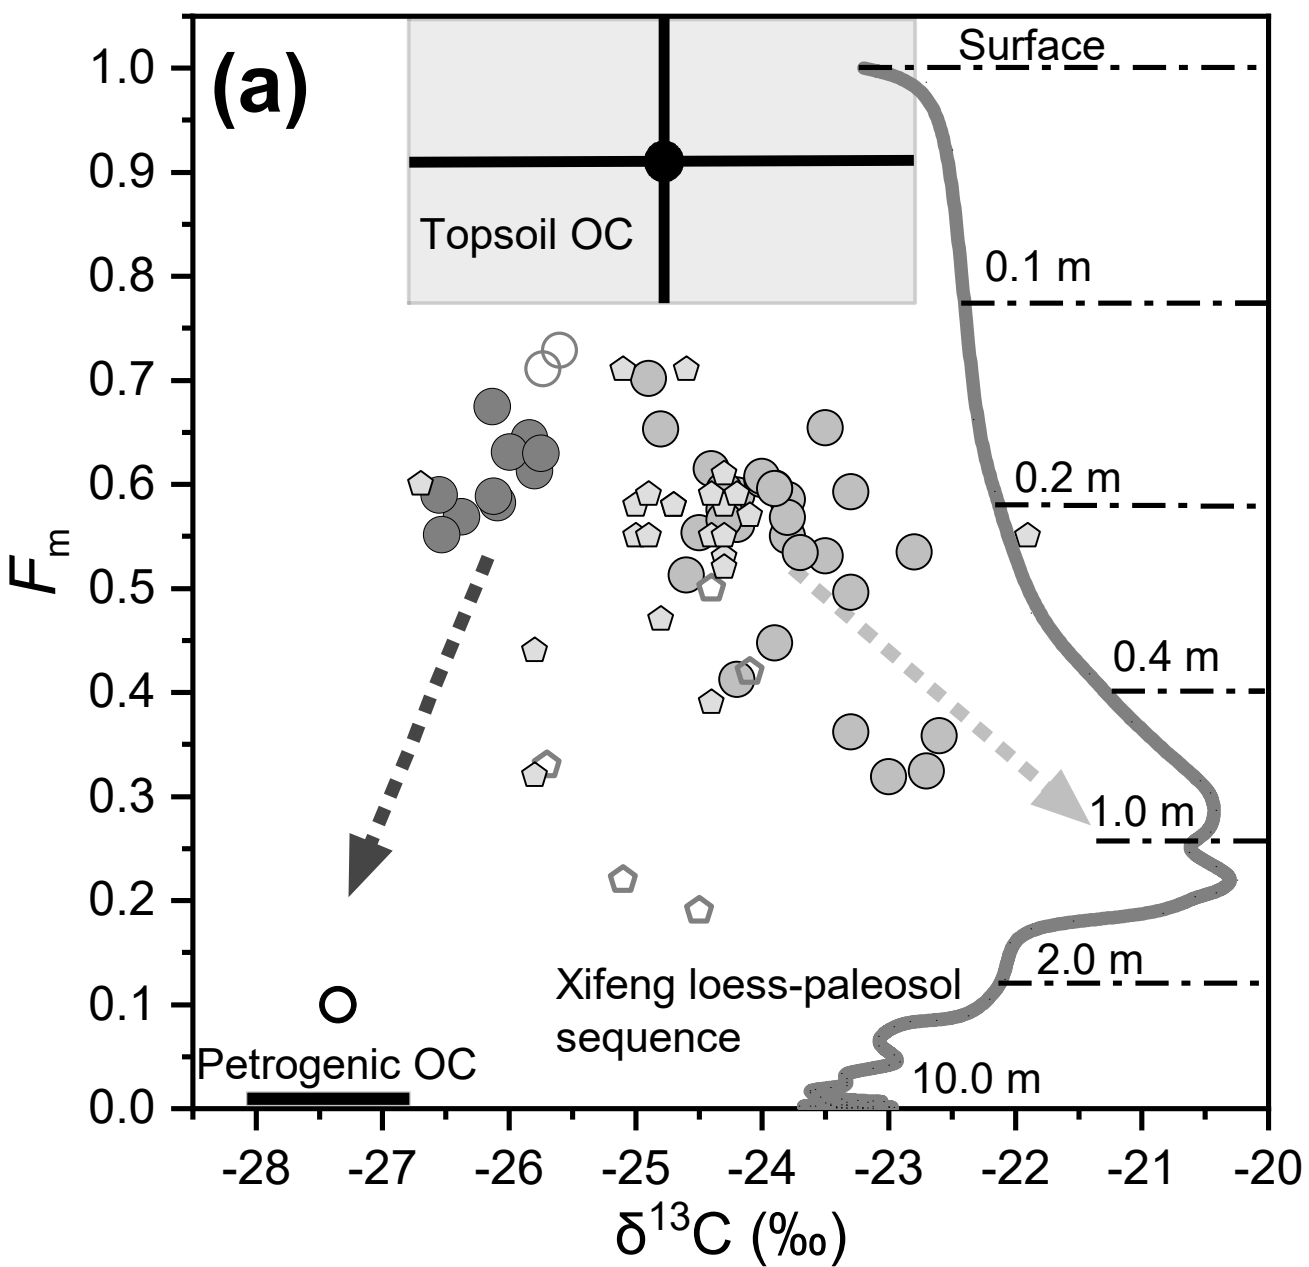 (a)
Surface
1.0
0.9
0.8
0.7
0.6
0.5
0.4
0.3
0.2
0.1
0.0
Fm
Topsoil OC
0.1 m
0.2 m
0.4 m
1.0 m
2.0 m
Xifeng loess-paleosol
sequence
10.0 m
Petrogenic OC
-28 -27 -26 -25 -24 -23 -22 -21 -20
δ¹³C (‰)